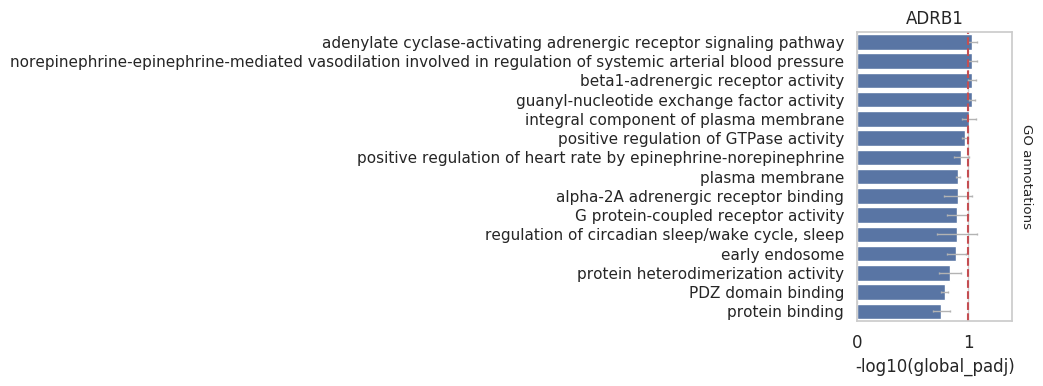 ADRB1
adenylate cyclase-activating adrenergic receptor signaling pathway
norepinephrine-epinephrine-mediated vasodilation involved in regulation of systemic arterial blood pressure
beta1-adrenergic receptor activity
guanyl-nucleotide exchange factor activity
integral component of plasma membrane
positive regulation of GTPase activity
positive regulation of heart rate by epinephrine-norepinephrine
plasma membrane
alpha-2A adrenergic receptor binding
G protein-coupled receptor activity
regulation of circadian sleep/wake cycle, sleep
early endosome
protein heterodimerization activity
PDZ domain binding
protein binding
GO annotations
0 1
-log10(global_padj)